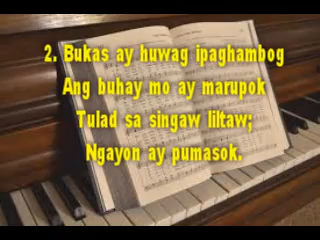 2. Bukas ay huwag ipaghambog
Ang buhay mo ay marupok
Tulad sa singaw liltaw;
Ngayon ay pumasok.